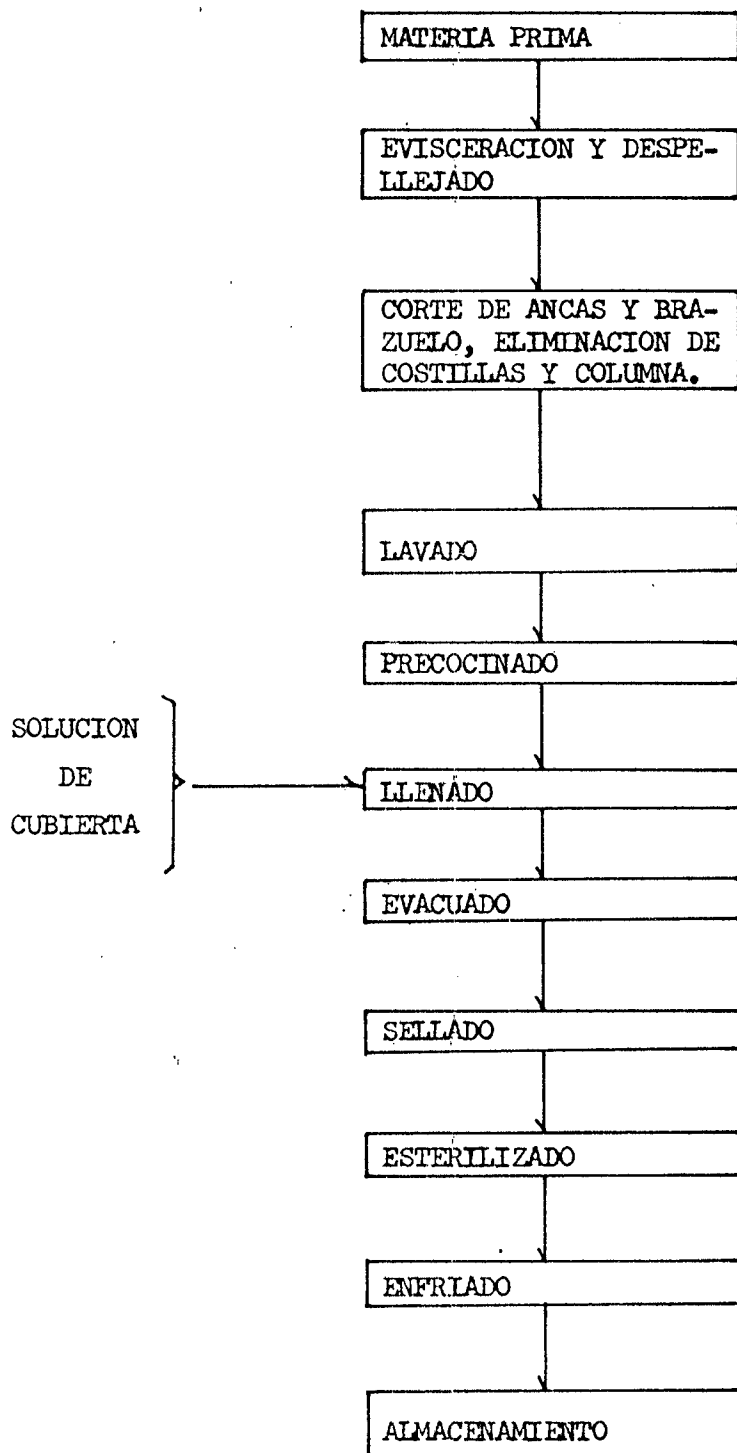 MATERIA PRIMA
EVISCERACION Y DESPE-
LLEJADO
CORTE DE ANCAS Y BRA-
ZUELO, ELIMINACION DE
COSTILLAS Y COLUMNA.
LAVADO
PRECOCINADO
SOLUCION
DE
CUBIERTA
LLENADO
EVACUADO
SELLADO
ESTERILIZADO
ENFRIADO
ALMACENAMIENTO